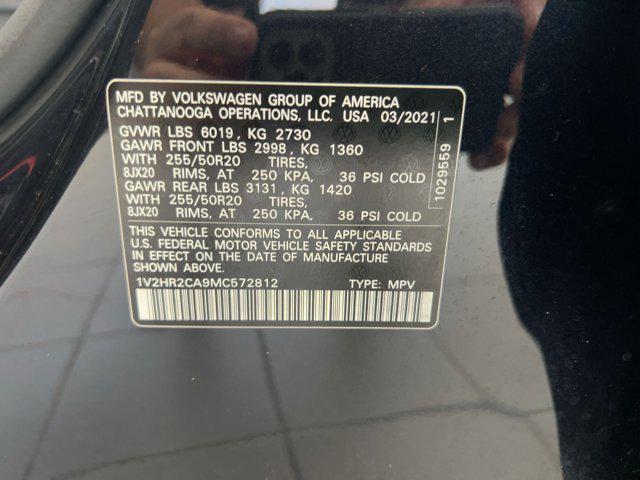 MFD BY VOLKSWAGEN GROUP OF AMERICA
CHATTANOOGA OPERATIONS, LLC. USA 03/2021
GVWR LBS 6019, KG 2730
GAWR FRONT LBS 2998, KG 1360
WITH 255/50R20 TIRES,
8JX20 RIMS, AT 250 KPA, 36 PSI COLD
GAWR REAR LBS 3131, KG 1420
WITH 255/50R20 TIRES,
8JX20 RIMS, AT 250 KPA, 36 PSI COLD
THIS VEHICLE CONFORMS TO ALL APPLICABLE
U.S. FEDERAL MOTOR VEHICLE SAFETY STANDARDS
IN EFFECT ON THE DATE OF MANUFACTURE
SHOWN ABOVE.
1V2HR2CA9MC572812 TYPE: MPV
1029559 1